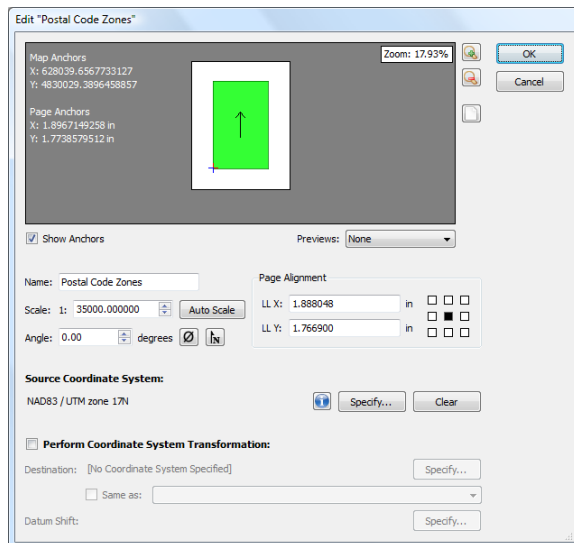 Edit "Postal Code Zones"
Map Anchors
X: 628039.6567733127
Y: 4830029.3896458857
Page Anchors
X: 1.8967149258 in
Y: 1.7738579512 in
Zoom: 17.93%
OK
Cancel
Show Anchors
Previews: None
Name: Postal Code Zones
Scale: 1: 35000.000000 Auto Scale
Angle: 0.00 degrees Ø N
Page Alignment
LL X: 1.888048 in
LL Y: 1.766900 in
Source Coordinate System:
NAD83 / UTM zone 17N
Specify... Clear
Perform Coordinate System Transformation:
Destination: [No Coordinate System Specified] Specify...
Same as:
Datum Shift: Specify...